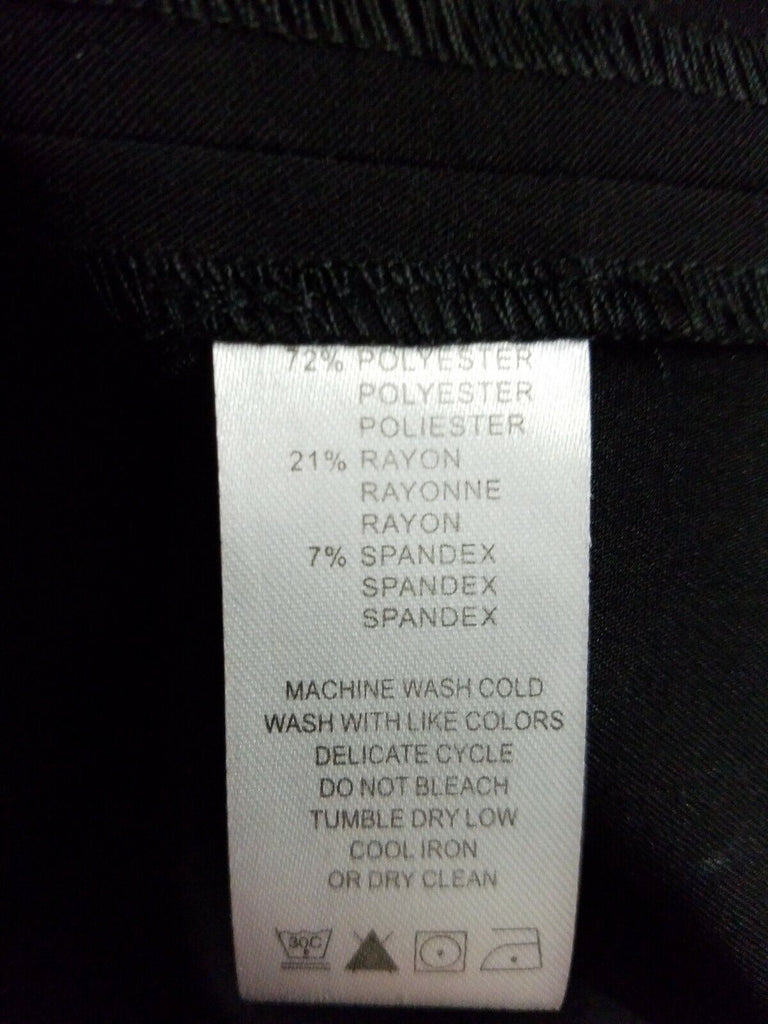 72% POLYESTER
POLYESTER
POLIESTER
21% RAYON
RAYONNE
RAYON
7% SPANDEX
SPANDEX
SPANDEX
MACHINE WASH COLD
WASH WITH LIKE COLORS
DELICATE CYCLE
DO NOT BLEACH
TUMBLE DRY LOW
COOL IRON
OR DRY CLEAN
30C